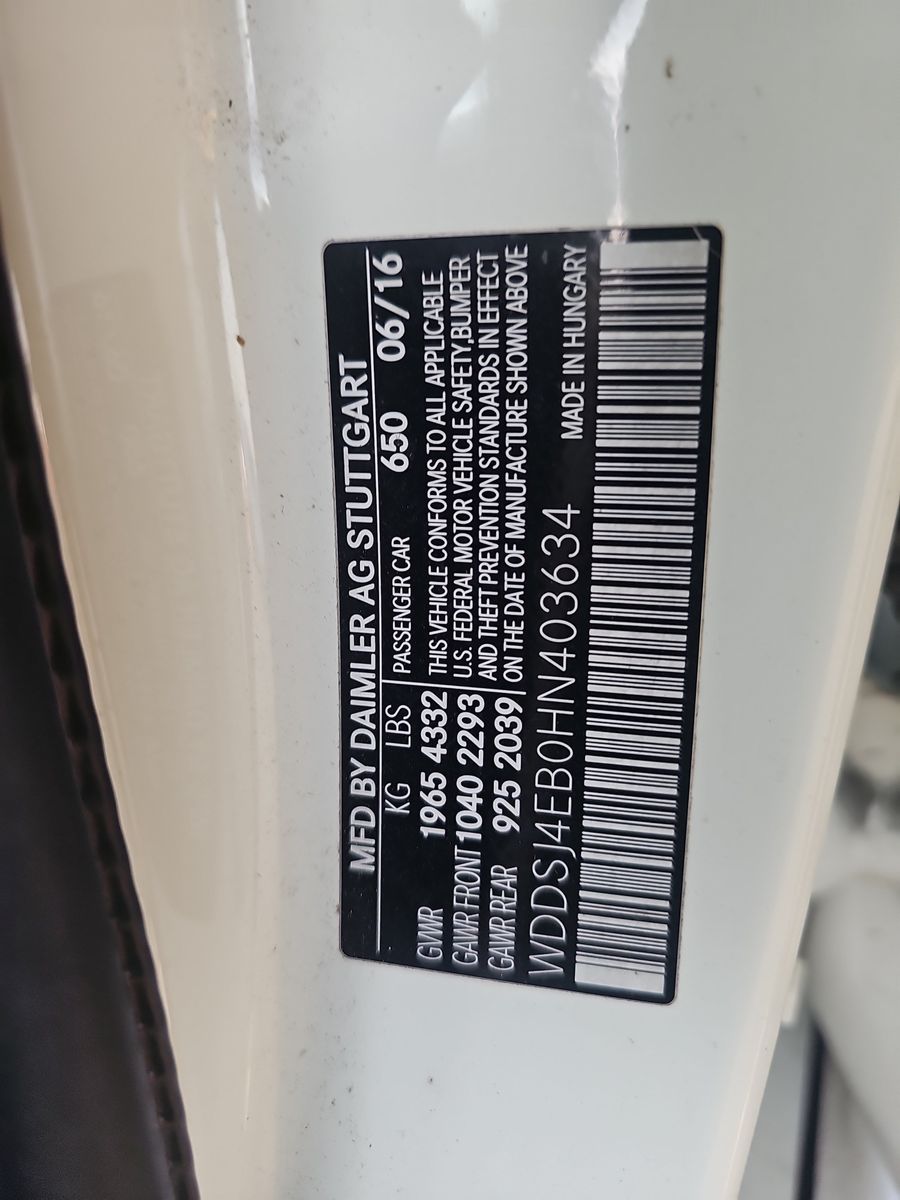 MFD BY DAIMLER AG STUTTGART
KG LBS PASSENGER CAR 650 06/16
GVWR 1965 4332 THIS VEHICLE CONFORMS TO ALL APPLICABLE
GAWR FRONT 1040 2293 U.S. FEDERAL MOTOR VEHICLE SAFETY,BUMPER
GAWR REAR 925 2039 AND THEFT PREVENTION STANDARDS IN EFFECT
ON THE DATE OF MANUFACTURE SHOWN ABOVE
WDDSJ4EB0HN403634 MADE IN HUNGARY